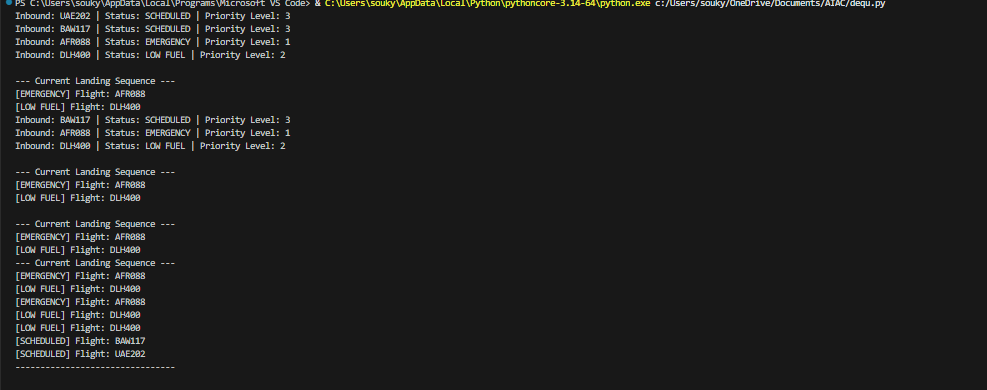 PS C:\Users\souky\AppData\Local\Programs\Microsoft VS Code> & C:\Users\souky\AppData\Local\Python\pythoncore-3.14-64\python.exe c:/Users/souky/OneDrive/Documents/AIAC/dequ.py
Inbound: UAE202 | Status: SCHEDULED | Priority Level: 3
Inbound: BAW117 | Status: SCHEDULED | Priority Level: 3
Inbound: AFR088 | Status: EMERGENCY | Priority Level: 1
Inbound: DLH400 | Status: LOW FUEL | Priority Level: 2
--- Current Landing Sequence ---
[EMERGENCY] Flight: AFR088
[LOW FUEL] Flight: DLH400
Inbound: BAW117 | Status: SCHEDULED | Priority Level: 3
Inbound: AFR088 | Status: EMERGENCY | Priority Level: 1
Inbound: DLH400 | Status: LOW FUEL | Priority Level: 2
--- Current Landing Sequence ---
[EMERGENCY] Flight: AFR088
[LOW FUEL] Flight: DLH400
--- Current Landing Sequence ---
[EMERGENCY] Flight: AFR088
[LOW FUEL] Flight: DLH400
--- Current Landing Sequence ---
[EMERGENCY] Flight: AFR088
[LOW FUEL] Flight: DLH400
[EMERGENCY] Flight: AFR088
[LOW FUEL] Flight: DLH400
[LOW FUEL] Flight: DLH400
[SCHEDULED] Flight: BAW117
[SCHEDULED] Flight: UAE202
--------------------------------